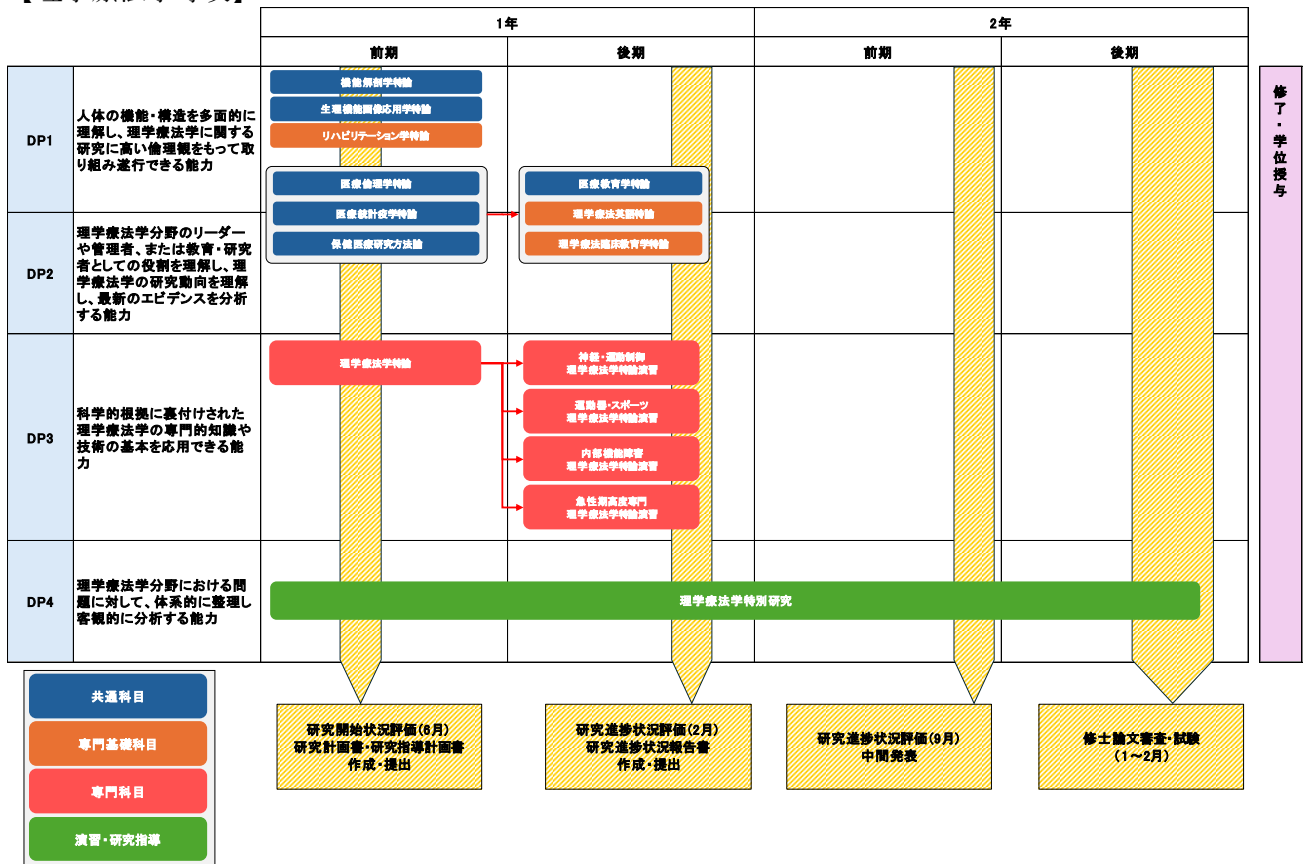 1年
2年
前期
後期
前期
後期
DP1
人体の機能・構造を多面的に
理解し、理学療法学に関する
研究に高い倫理観をもって取
り組み遂行できる能力
機能解剖学特論
生理機能画像応用学特論
リハビリテーション学特論
医療倫理学特論
医療統計疫学特論
保健医療研究方法論
医療教育学特論
理学療法英語特論
理学療法臨床教育学特論
DP2
理学療法学分野のリーダー
や管理者、または教育・研究
者としての役割を理解し、理
学療法学の研究動向を理解
し、最新のエビデンスを分析
する能力
DP3
科学的根拠に裏付けされた
理学療法学の専門的知識や
技術の基本を応用できる能
力
理学療法学特論
神経・運動制御
理学療法学特論演習
運動器・スポーツ
理学療法学特論演習
内部機能障害
理学療法学特論演習
急性期高度専門
理学療法学特論演習
DP4
理学療法学分野における問
題に対して、体系的に整理し
客観的に分析する能力
理学療法学特別研究
修了・学位授与
共通科目
専門基礎科目
専門科目
演習・研究指導
研究開始状況評価(6月)
研究計画書・研究指導計画書
作成・提出
研究進捗状況評価(2月)
研究進捗状況報告書
作成・提出
研究進捗状況評価(9月)
中間発表
修士論文審査・試験
(1～2月)